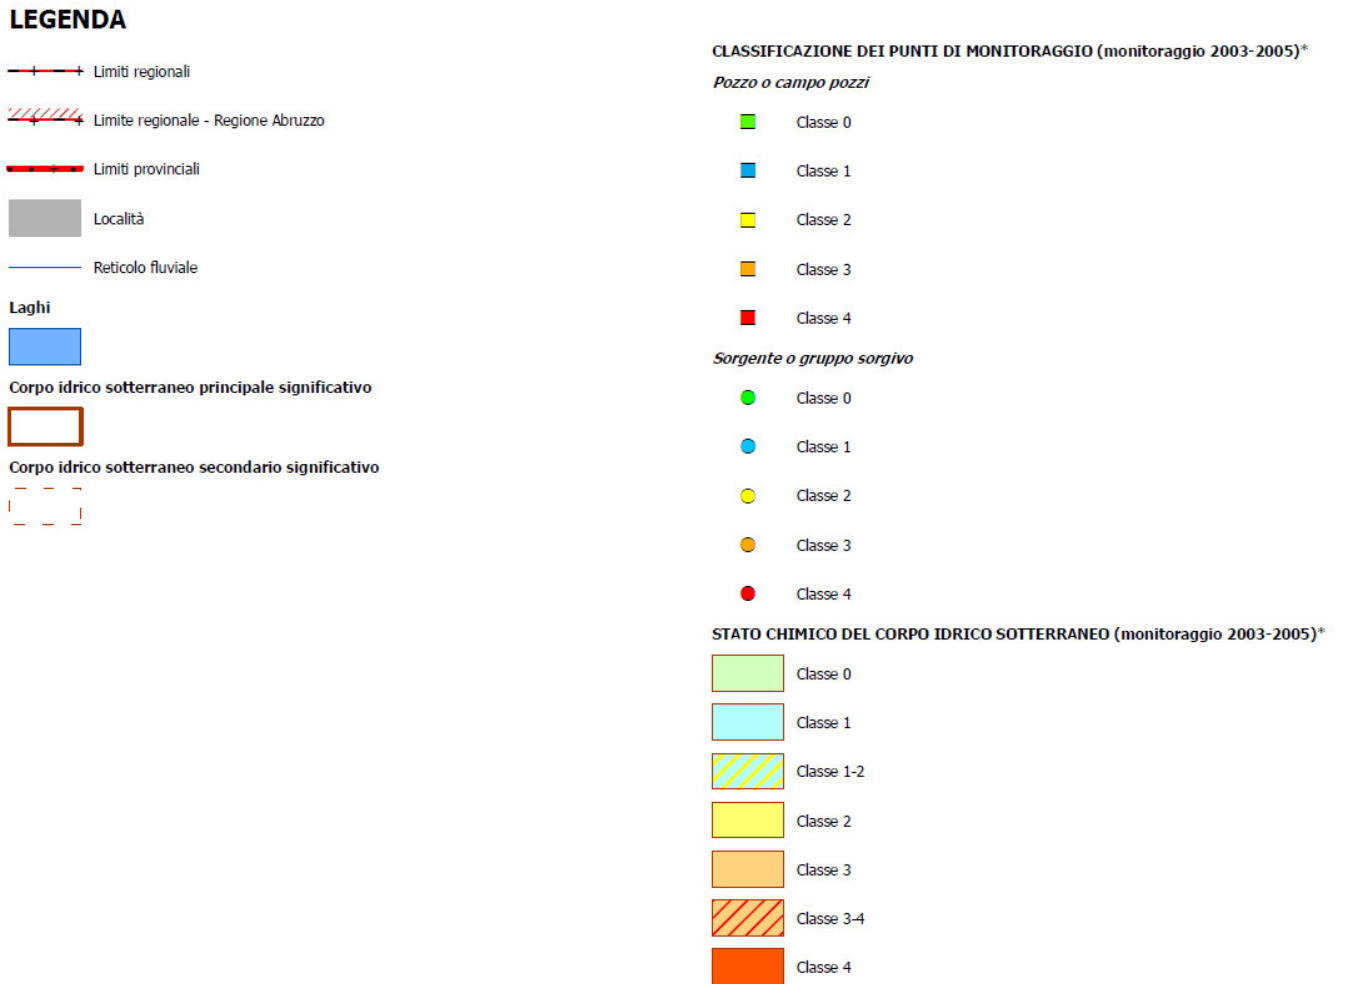 LEGENDA
Limiti regionali
Limite regionale - Regione Abruzzo
Limiti provinciali
Località
Reticolo fluviale
Laghi
Corpo idrico sotterraneo principale significativo
Corpo idrico sotterraneo secondario significativo
CLASSIFICAZIONE DEI PUNTI DI MONITORAGGIO (monitoraggio 2003-2005)*
Pozzo o campo pozzi
Classe 0
Classe 1
Classe 2
Classe 3
Classe 4
Sorgente o gruppo sorgivo
Classe 0
Classe 1
Classe 2
Classe 3
Classe 4
STATO CHIMICO DEL CORPO IDRICO SOTTERRANEO (monitoraggio 2003-2005)*
Classe 0
Classe 1
Classe 1-2
Classe 2
Classe 3
Classe 3-4
Classe 4